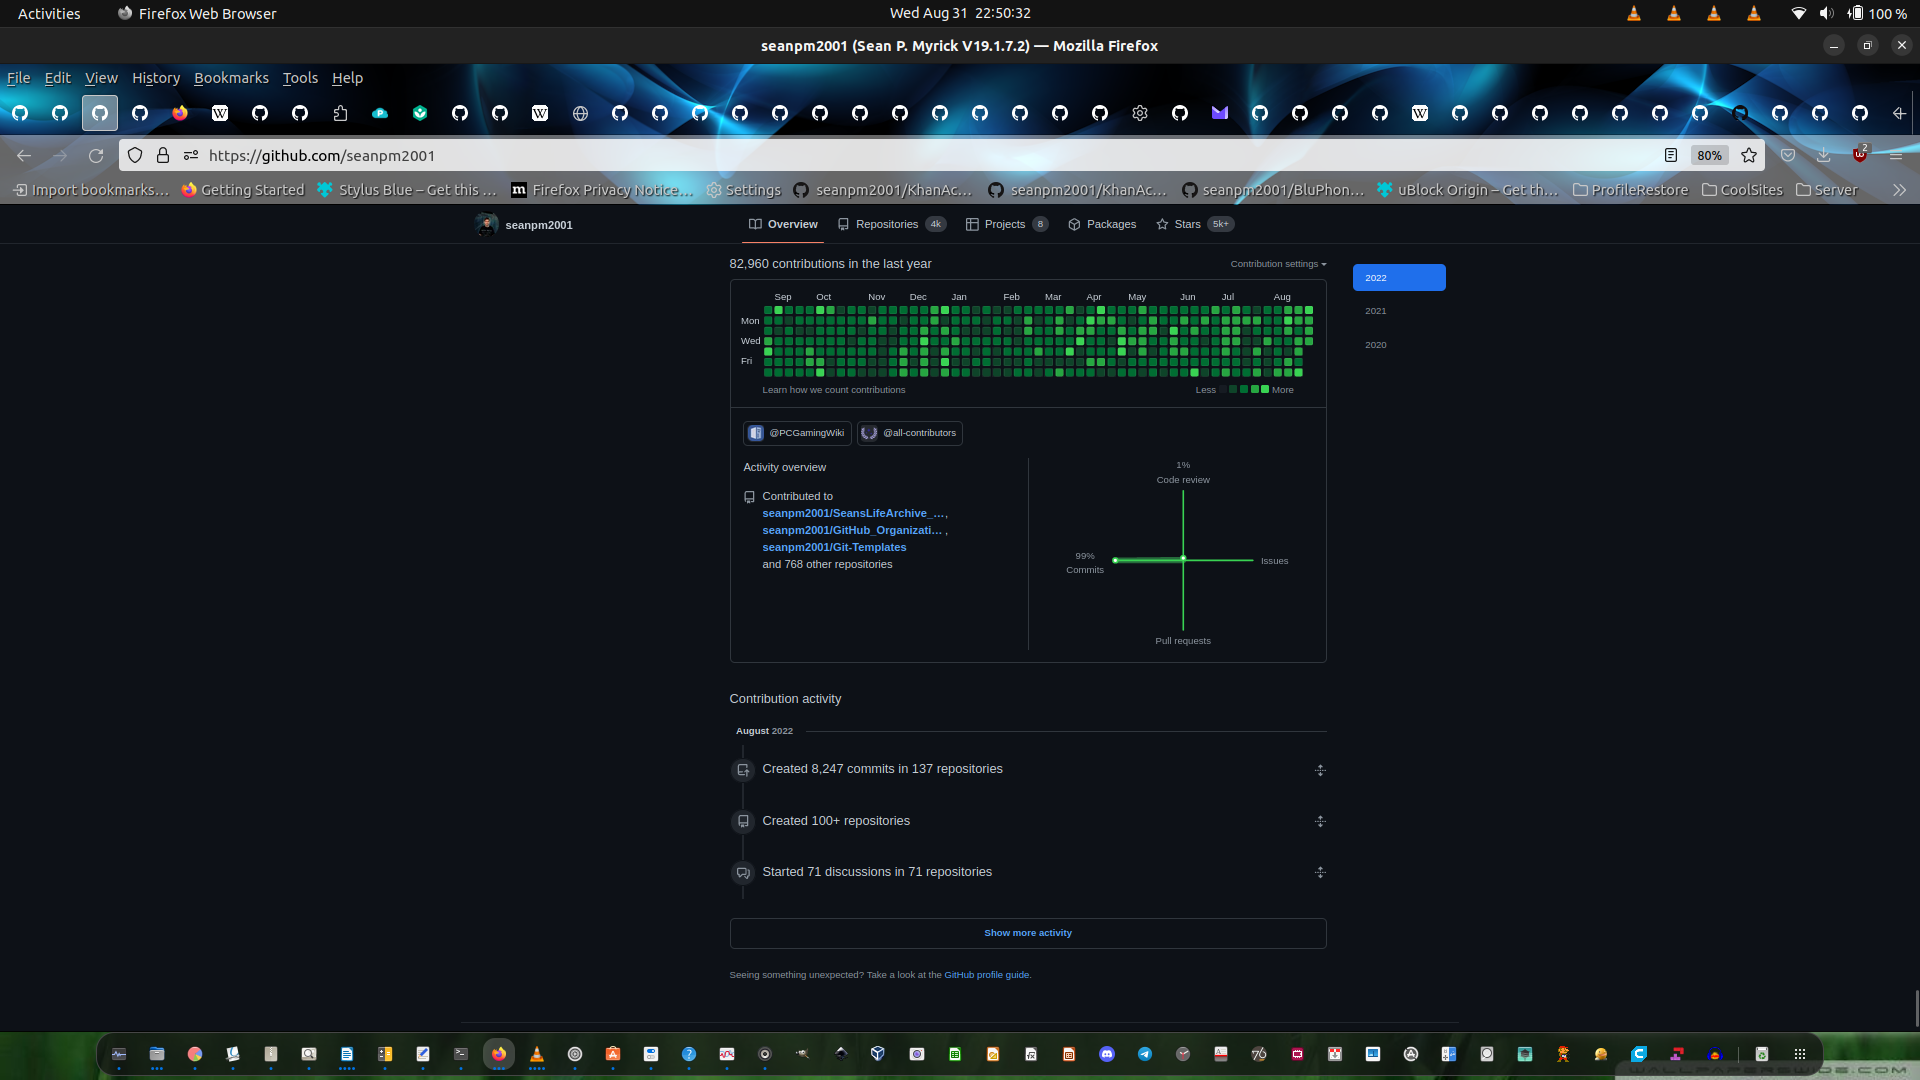 Activities Firefox Web Browser Wed Aug 31 22:50:32 100 %
seanpm2001 (Sean P. Myrick V19.1.7.2) — Mozilla Firefox
File Edit View History Bookmarks Tools Help
https://github.com/seanpm2001 80% 2
Import bookmarks… Getting Started Stylus Blue – Get this … Firefox Privacy Notice… Settings seanpm2001/KhanAc… seanpm2001/KhanAc… seanpm2001/BluPhon… uBlock Origin – Get th… ProfileRestore CoolSites Server
seanpm2001 Overview Repositories 4k Projects 8 Packages Stars 5k+
82,960 contributions in the last year Contribution settings
2022
2021
2020
Sep Oct Nov Dec Jan Feb Mar Apr May Jun Jul Aug
Mon
Wed
Fri
Learn how we count contributions Less More
@PCGamingWiki @all-contributors
Activity overview
Contributed to
seanpm2001/SeansLifeArchive_…,
seanpm2001/GitHub_Organizati… ,
seanpm2001/Git-Templates
and 768 other repositories
1%
Code review
99%
Commits
Issues
Pull requests
Contribution activity
August 2022
Created 8,247 commits in 137 repositories
Created 100+ repositories
Started 71 discussions in 71 repositories
Show more activity
Seeing something unexpected? Take a look at the GitHub profile guide.
WALLPAPERSWIDE.COM